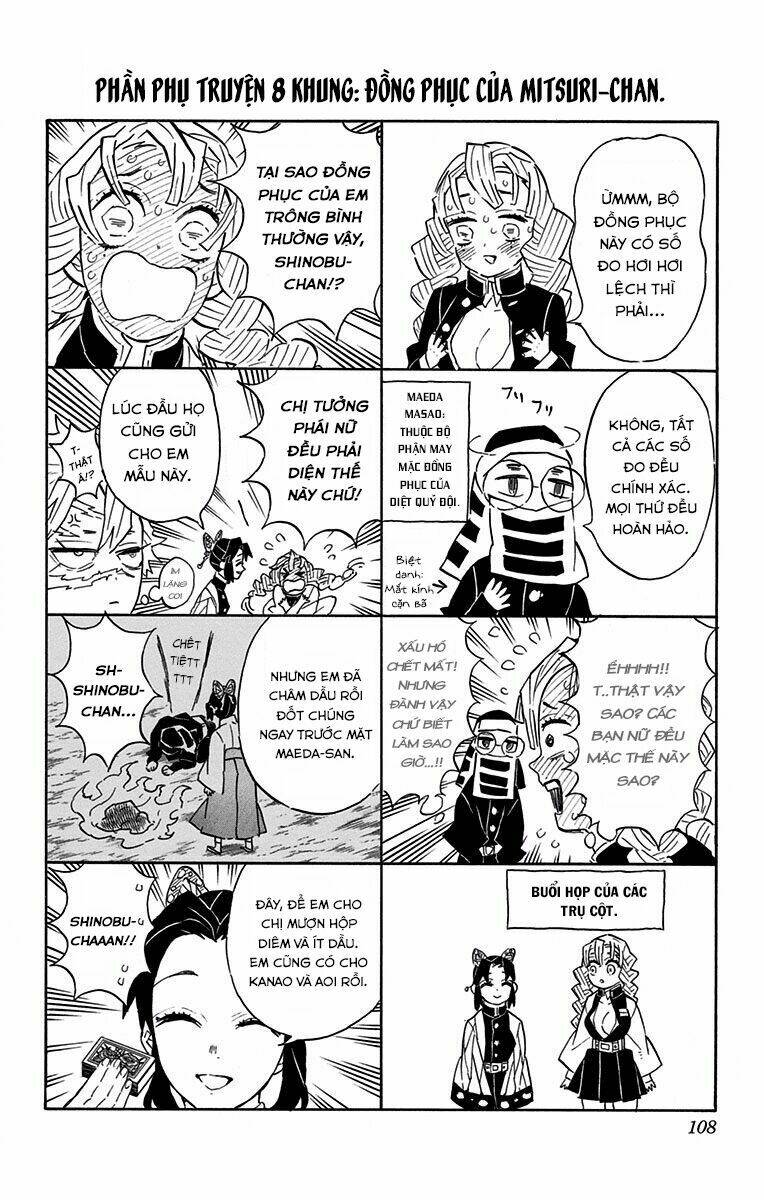 PHẦN PHỤ TRUYỆN 8 KHUNG: ĐỒNG PHỤC CỦA MITSURI-CHAN.
ỪMMM, BỘ
ĐỒNG PHỤC
NÀY CÓ SỐ
ĐO HƠI HƠI
LỆCH THÌ
PHẢI...
KHÔNG, TẤT
CẢ CÁC SỐ
ĐO ĐỀU
CHÍNH XÁC.
MỌI THỨ ĐỀU
HOÀN HẢO.
フリフリ
MAEDA
MASAO:
THUỘC BỘ
PHẬN MAY
MẶC ĐỒNG
PHỤC CỦA
DIỆT QUỶ ĐỘI.
Biệt
danh:
Mắt kính
cặn bã
ÉHHHH!!
T..THẬT VẬY
SAO? CÁC
BẠN NỮ ĐỀU
MẶC THẾ NÀY
SAO?
XẤU HỔ
CHẾT MẤT!
NHƯNG
ĐÀNH VẬY
CHỨ BIẾT
LÀM SAO
GIỜ...!!
BUỔI HỌP CỦA CÁC
TRỤ CỘT.
TẠI SAO ĐỒNG
PHỤC CỦA EM
TRÔNG BÌNH
THƯỜNG VẬY,
SHINOBU-
CHAN!?
CHỊ TƯỞNG
PHÁI NỮ
ĐỀU PHẢI
DIỆN THẾ
NÀY CHỨ!
LÚC ĐẦU HỌ
CŨNG GỬI
CHO EM
MẪU NÀY.
T-
THẬT
Á!?
IM
LẶNG
COI
NHƯNG EM ĐÃ
CHÂM DẦU RỒI
ĐỐT CHÚNG
NGAY TRƯỚC MẶT
MAEDA-SAN.
CHẾT
TIỆTT
TTT
SH-
SHINOBU-
CHAN...
ĐÂY, ĐỂ EM CHO
CHỊ MƯỢN HỘP
DIÊM VÀ ÍT DẦU.
EM CŨNG CÓ CHO
KANAO VÀ AOI RỒI.
SHINOBU-
CHAAAN!!
108